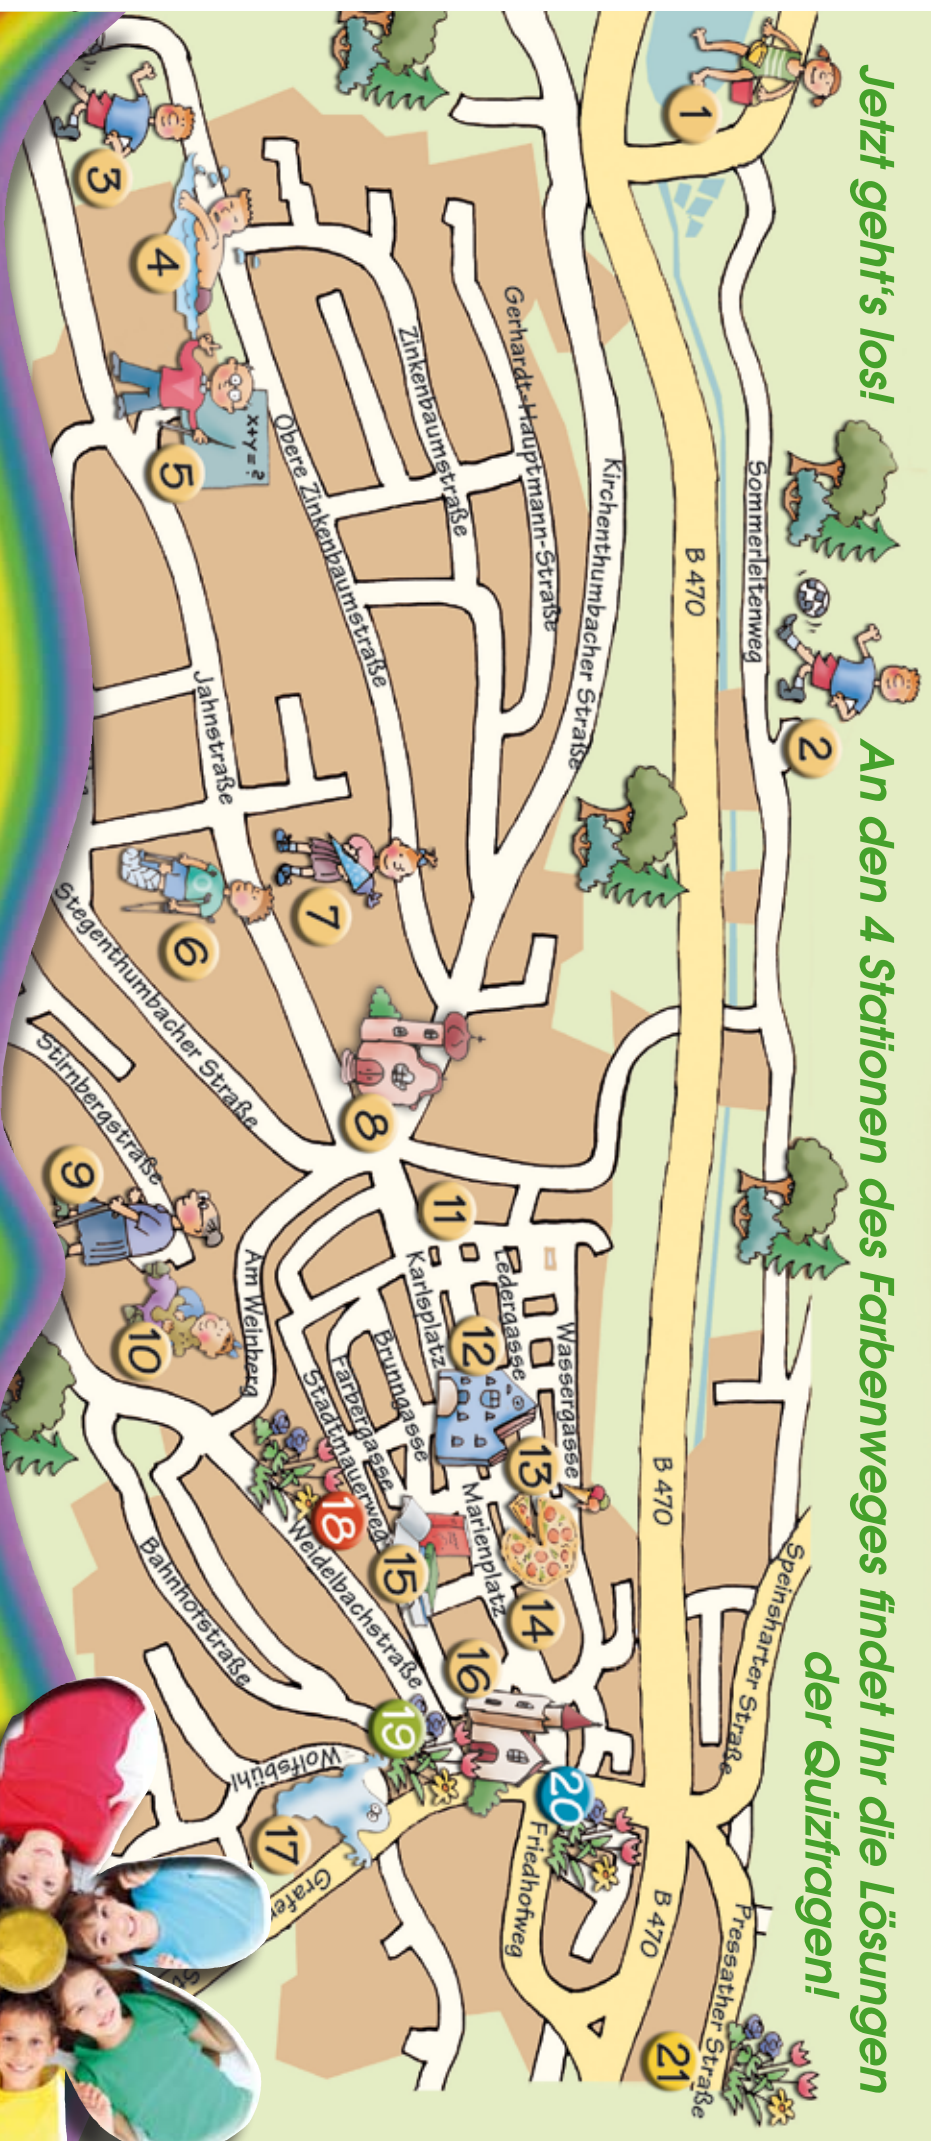 Jetzt geht's los!
An den 4 Stationen des Farbenweges findet Ihr die Lösungen
der Quizfragen!
1
2
3
4
5
x+y=?
6
7
8
9
10
11
12
13
14
15
16
17
18
19
20
21
Sommerleitenweg
B 470
Kirchenthumbacher Straße
Gerhardt-Hauptmann-Straße
Zinkenbaumstraße
Obere Zinkenbaumstraße
Jahnstraße
Stegenthumbacher Straße
Stirnbergstraße
Am Weinberg
Karlsplatz
Ledergasse
Wassergasse
Brunngasse
Färbergasse
Stadtmauerweg
Marienplatz
Weidelbachstraße
Bahnhofstraße
Wolfsbühl
B 470
Speinsharter Straße
Friedhofweg
B 470
Pressather Straße